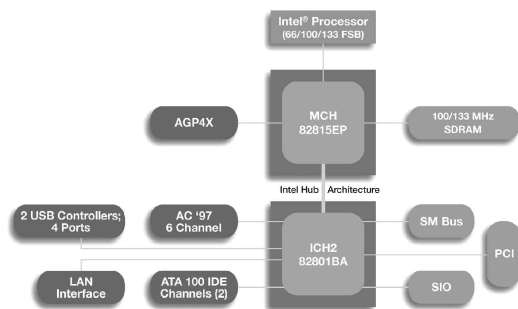 Intel® Processor
(66/100/133 FSB)
MCH
82815EP
AGP4X
100/133 MHz
SDRAM
Intel Hub Architecture
2 USB Controllers;
4 Ports
AC '97
6 Channel
ICH2
82801BA
SM Bus
PCI
LAN
Interface
ATA 100 IDE
Channels (2)
SIO